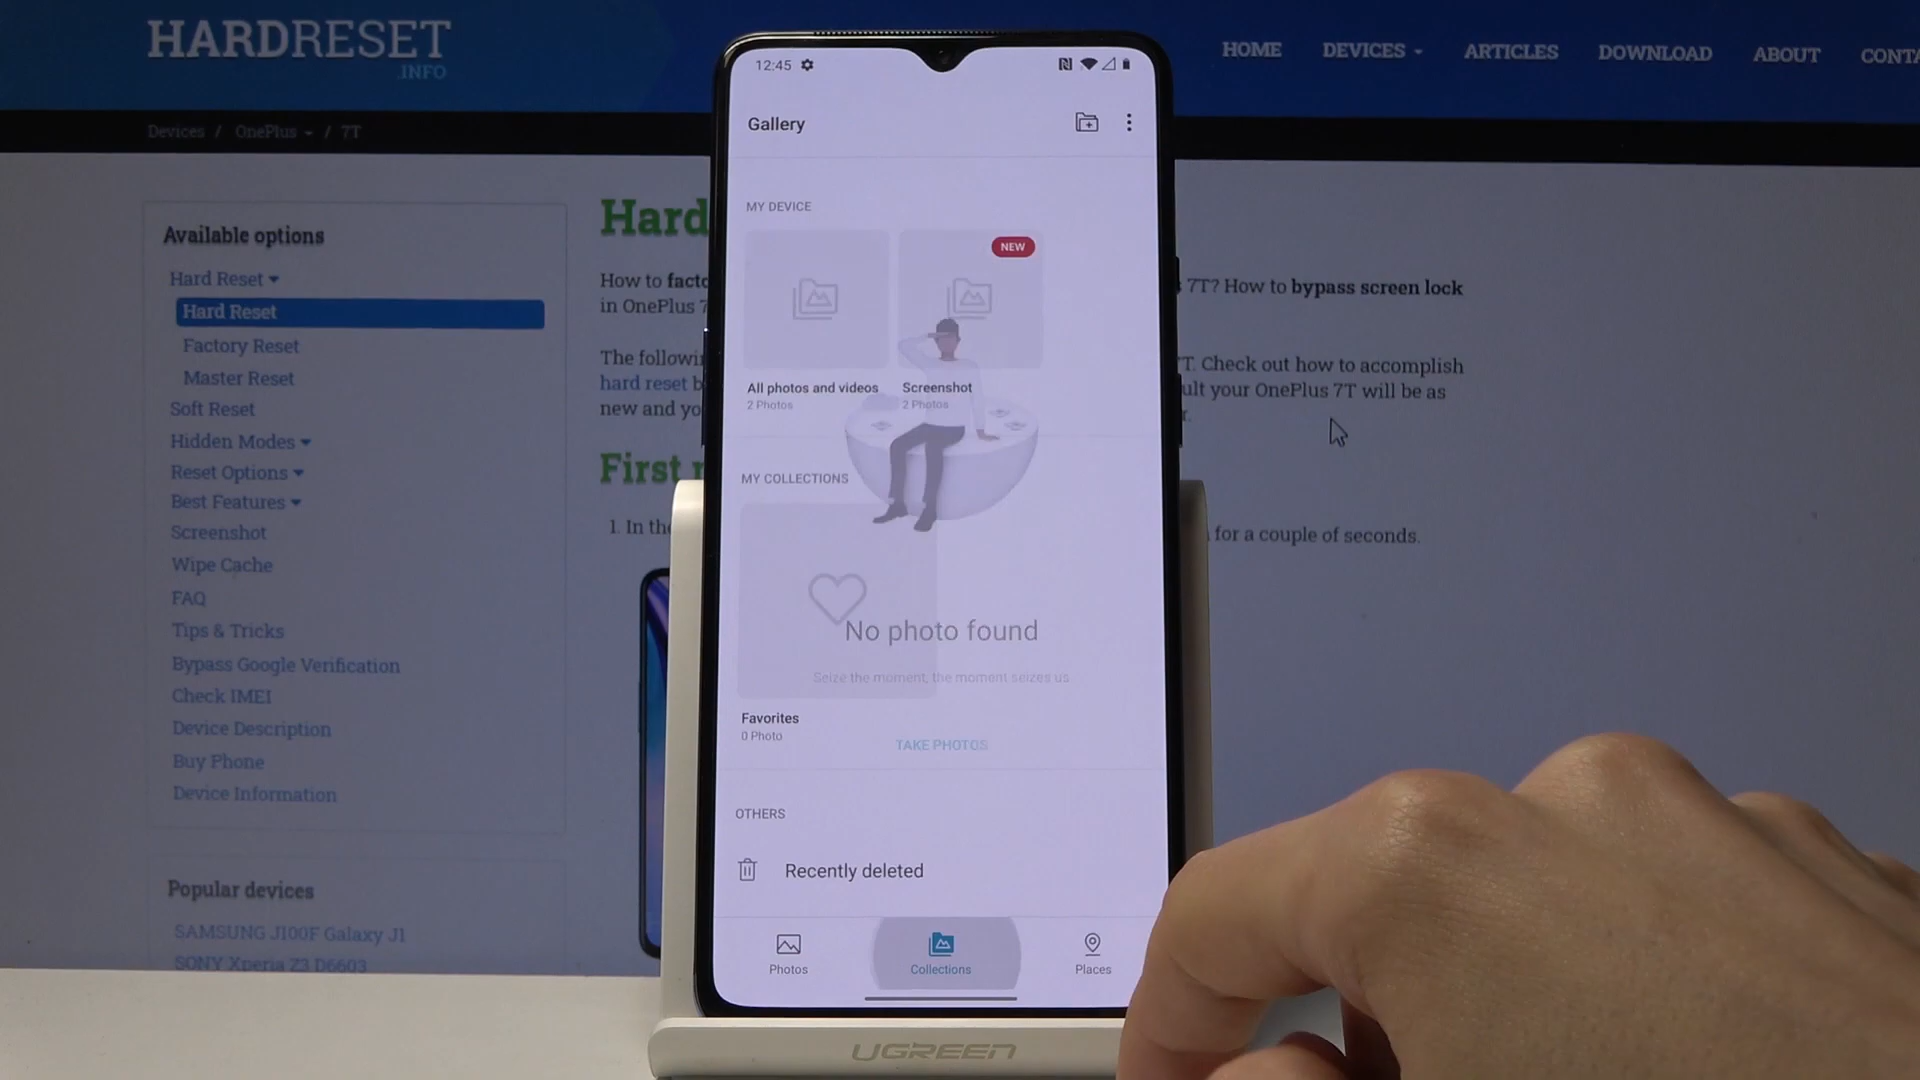 HARDRESET
.INFO
HOME DEVICES ARTICLES DOWNLOAD ABOUT
Devices / OnePlus / 7T
Available options
Hard Reset
Hard Reset
Factory Reset
Master Reset
Soft Reset
Hidden Modes
Reset Options
Best Features
Screenshot
Wipe Cache
FAQ
Tips & Tricks
Bypass Google Verification
Check IMEI
Device Description
Buy Phone
Device Information
Popular devices
SAMSUNG J100F Galaxy J1
SONY Xperia Z3 D6603
Hard
How to 7T? How to bypass screen lock
in OnePlus
The T. Check out how to accomplish
hard reset your OnePlus 7T will be as
new and
First
1. In the for a couple of seconds.
12:45
Gallery
MY DEVICE
NEW
All photos and videos Screenshot
2 Photos 2 Photos
MY COLLECTIONS
No photo found
Seize the moment, the moment seizes us
Favorites
0 Photo
TAKE PHOTOS
OTHERS
Recently deleted
Photos Collections Places
UGREEN